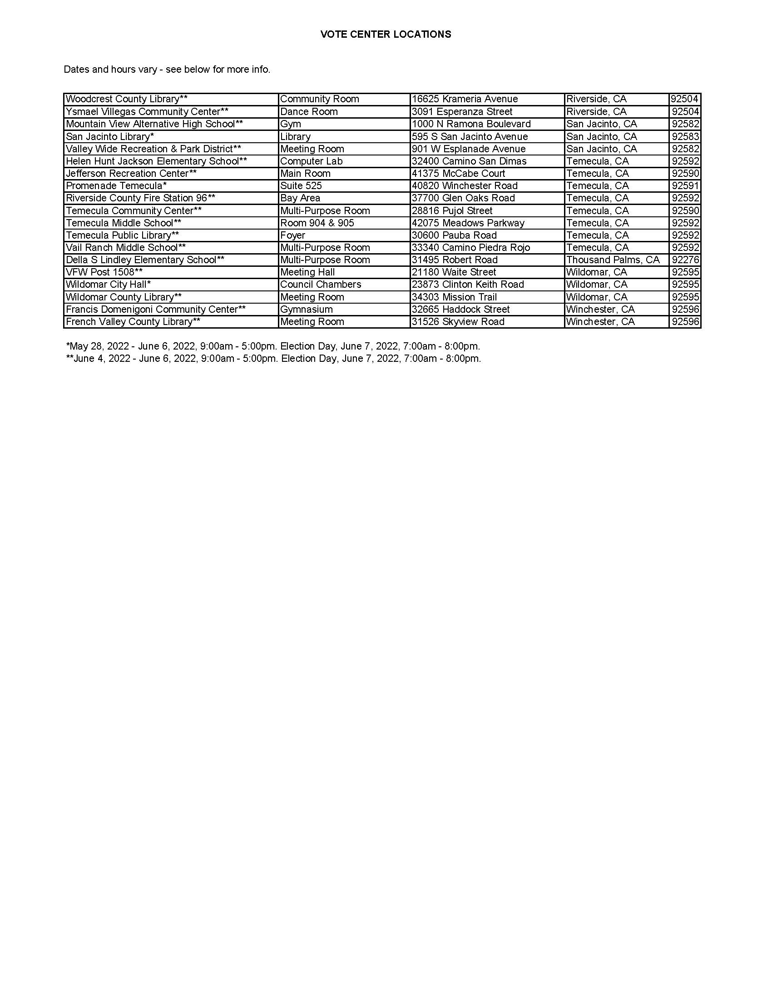 VOTE CENTER LOCATIONS
Dates and hours vary - see below for more info.
Woodcrest County Library** Community Room 16625 Krameria Avenue Riverside, CA 92504
Ysmael Villegas Community Center** Dance Room 3091 Esperanza Street Riverside, CA 92504
Mountain View Alternative High School** Gym 1000 N Ramona Boulevard San Jacinto, CA 92582
San Jacinto Library* Library 595 S San Jacinto Avenue San Jacinto, CA 92583
Valley Wide Recreation & Park District** Meeting Room 901 W Esplanade Avenue San Jacinto, CA 92582
Helen Hunt Jackson Elementary School** Computer Lab 32400 Camino San Dimas Temecula, CA 92592
Jefferson Recreation Center** Main Room 41375 McCabe Court Temecula, CA 92590
Promenade Temecula* Suite 525 40820 Winchester Road Temecula, CA 92591
Riverside County Fire Station 96** Bay Area 37700 Glen Oaks Road Temecula, CA 92592
Temecula Community Center** Multi-Purpose Room 28816 Pujol Street Temecula, CA 92590
Temecula Middle School** Room 904 & 905 42075 Meadows Parkway Temecula, CA 92592
Temecula Public Library** Foyer 30600 Pauba Road Temecula, CA 92592
Vail Ranch Middle School** Multi-Purpose Room 33340 Camino Piedra Rojo Temecula, CA 92592
Della S Lindley Elementary School** Multi-Purpose Room 31495 Robert Road Thousand Palms, CA 92276
VFW Post 1508** Meeting Hall 21180 Waite Street Wildomar, CA 92595
Wildomar City Hall* Council Chambers 23873 Clinton Keith Road Wildomar, CA 92595
Wildomar County Library** Meeting Room 34303 Mission Trail Wildomar, CA 92595
Francis Domenigoni Community Center** Gymnasium 32665 Haddock Street Winchester, CA 92596
French Valley County Library** Meeting Room 31526 Skyview Road Winchester, CA 92596
*May 28, 2022 - June 6, 2022, 9:00am - 5:00pm. Election Day, June 7, 2022, 7:00am - 8:00pm.
**June 4, 2022 - June 6, 2022, 9:00am - 5:00pm. Election Day, June 7, 2022, 7:00am - 8:00pm.